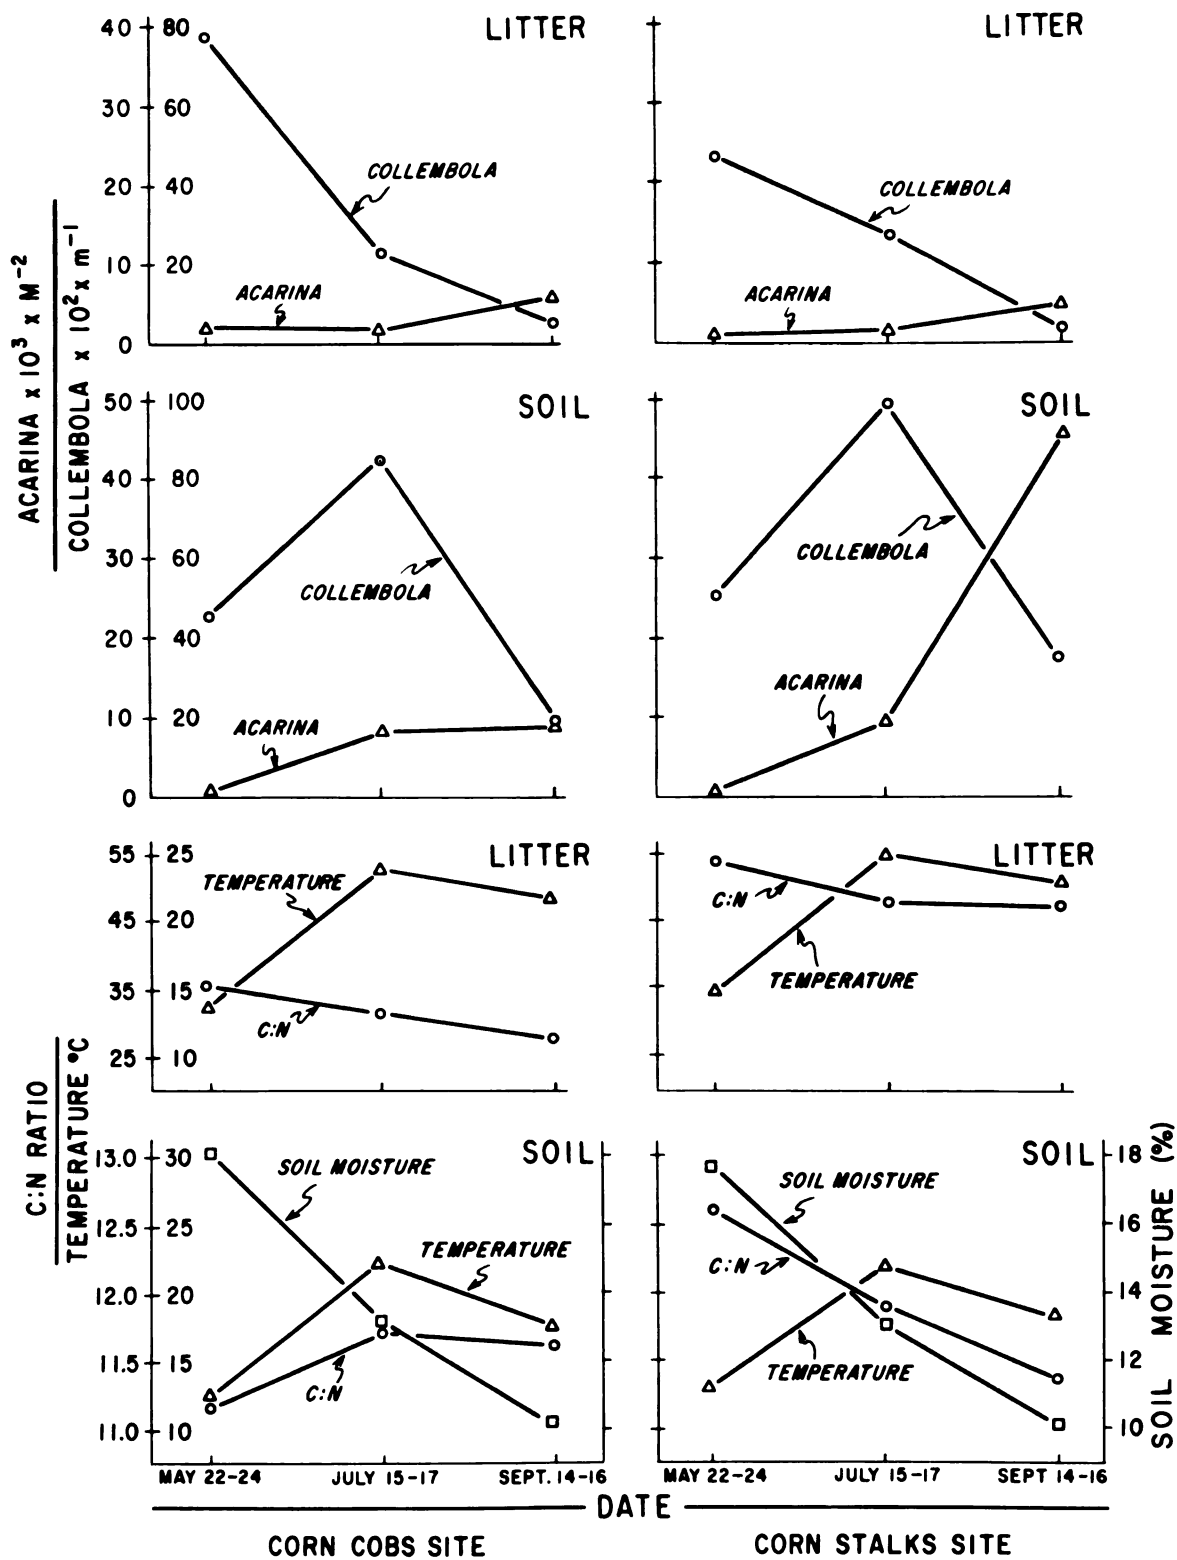 LITTER
40 80
30 60
20 40
10 20
0
COLLEMBOLA
ACARINA
LITTER
COLLEMBOLA
ACARINA
ACARINA x 10³ x M⁻²
COLLEMBOLA x 10² x m⁻¹
SOIL
50 100
40 80
30 60
20 40
10 20
0
COLLEMBOLA
ACARINA
SOIL
COLLEMBOLA
ACARINA
LITTER
55 25
45 20
35 15
25 10
TEMPERATURE
C:N
LITTER
C:N
TEMPERATURE
C:N RATIO
TEMPERATURE °C
SOIL
13.0 30
12.5 25
12.0 20
11.5 15
11.0 10
SOIL MOISTURE
TEMPERATURE
C:N
SOIL
SOIL MOISTURE
C:N
TEMPERATURE
18
16
14
12
10
SOIL MOISTURE (%)
MAY 22-24 JULY 15-17 SEPT. 14-16
MAY 22-24 JULY 15-17 SEPT 14-16
DATE
CORN COBS SITE
CORN STALKS SITE